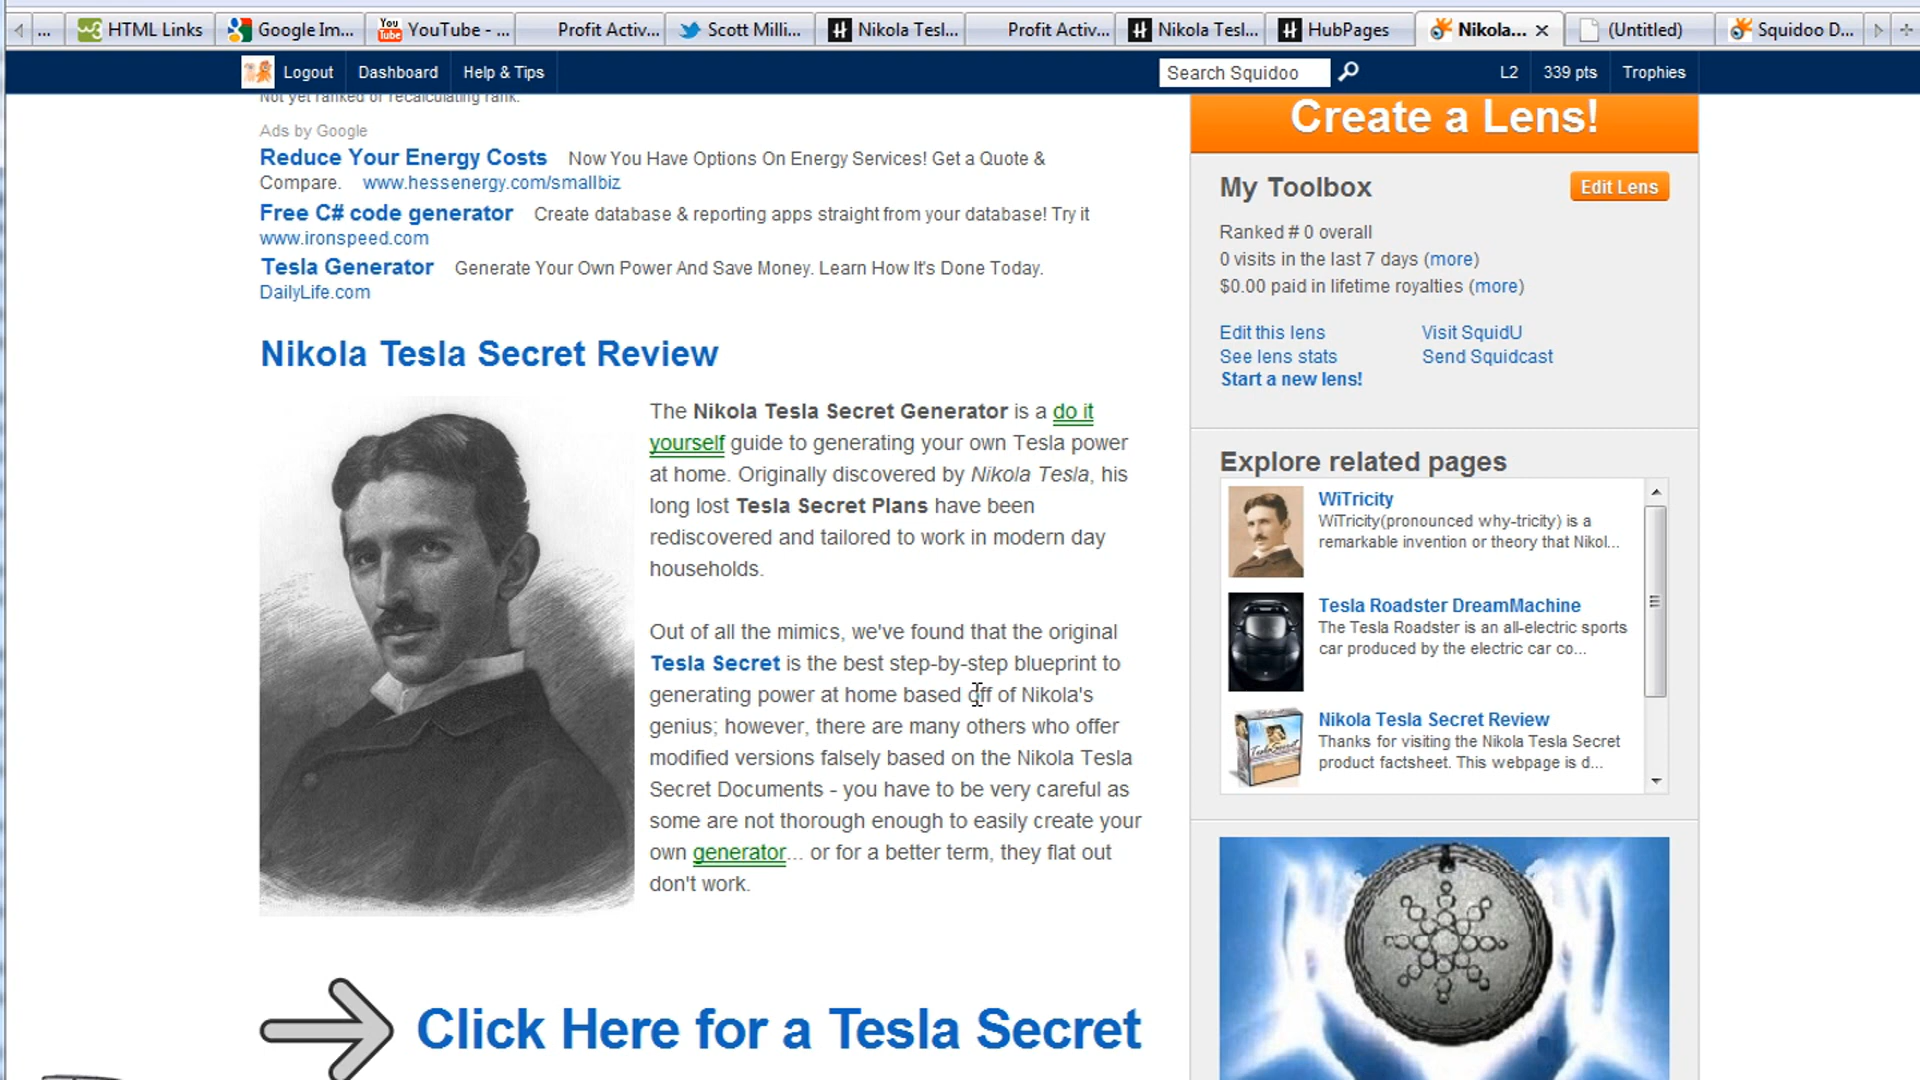 ...
HTML Links
Google Im...
YouTube - ...
Profit Activ...
Scott Milli...
Nikola Tesl...
Profit Activ...
Nikola Tesl...
HubPages
Nikola...
(Untitled)
Squidoo D...
Logout
Dashboard
Help & Tips
Search Squidoo
L2
339 pts
Trophies
Not yet ranked or recalculating rank.
Ads by Google
Reduce Your Energy Costs Now You Have Options On Energy Services! Get a Quote &
Compare. www.hessenergy.com/smallbiz
Free C# code generator Create database & reporting apps straight from your database! Try it
www.ironspeed.com
Tesla Generator Generate Your Own Power And Save Money. Learn How It's Done Today.
DailyLife.com
Nikola Tesla Secret Review
The Nikola Tesla Secret Generator is a do it
yourself guide to generating your own Tesla power
at home. Originally discovered by Nikola Tesla, his
long lost Tesla Secret Plans have been
rediscovered and tailored to work in modern day
households.
Out of all the mimics, we've found that the original
Tesla Secret is the best step-by-step blueprint to
generating power at home based off of Nikola's
genius; however, there are many others who offer
modified versions falsely based on the Nikola Tesla
Secret Documents - you have to be very careful as
some are not thorough enough to easily create your
own generator... or for a better term, they flat out
don't work.
Click Here for a Tesla Secret
Create a Lens!
My Toolbox
Edit Lens
Ranked # 0 overall
0 visits in the last 7 days (more)
$0.00 paid in lifetime royalties (more)
Edit this lens
Visit SquidU
See lens stats
Send Squidcast
Start a new lens!
Explore related pages
WiTricity
WiTricity(pronounced why-tricity) is a
remarkable invention or theory that Nikol...
Tesla Roadster DreamMachine
The Tesla Roadster is an all-electric sports
car produced by the electric car co...
Nikola Tesla Secret Review
Thanks for visiting the Nikola Tesla Secret
product factsheet. This webpage is d...